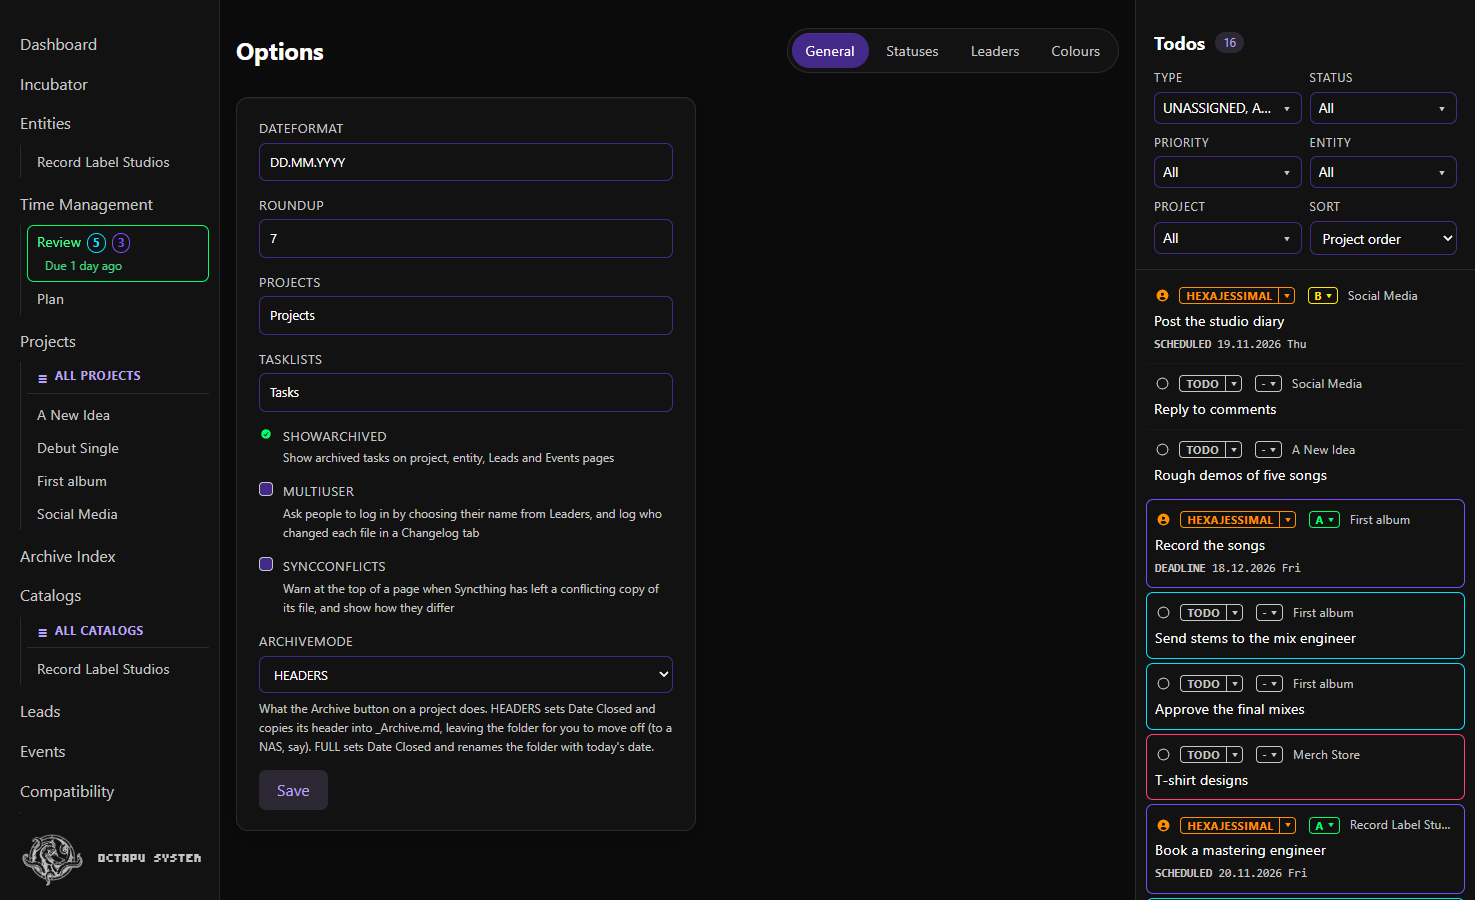 Dashboard
Incubator
Entities
Record Label Studios
Time Management
Review 5 3
Due 1 day ago
Plan
Projects
ALL PROJECTS
A New Idea
Debut Single
First album
Social Media
Archive Index
Catalogs
ALL CATALOGS
Record Label Studios
Leads
Events
Compatibility
OCTAPU SYSTEM
Options
General Statuses Leaders Colours
DATEFORMAT
DD.MM.YYYY
ROUNDUP
7
PROJECTS
Projects
TASKLISTS
Tasks
SHOWARCHIVED
Show archived tasks on project, entity, Leads and Events pages
MULTIUSER
Ask people to log in by choosing their name from Leaders, and log who
changed each file in a Changelog tab
SYNCCONFLICTS
Warn at the top of a page when Syncthing has left a conflicting copy of
its file, and show how they differ
ARCHIVEMODE
HEADERS
What the Archive button on a project does. HEADERS sets Date Closed and
copies its header into _Archive.md, leaving the folder for you to move off (to a
NAS, say). FULL sets Date Closed and renames the folder with today's date.
Save
Todos 16
TYPE STATUS
UNASSIGNED, A... All
PRIORITY ENTITY
All All
PROJECT SORT
All Project order
HEXAJESSIMAL B Social Media
Post the studio diary
SCHEDULED 19.11.2026 Thu
TODO - Social Media
Reply to comments
TODO - A New Idea
Rough demos of five songs
HEXAJESSIMAL A First album
Record the songs
DEADLINE 18.12.2026 Fri
TODO - First album
Send stems to the mix engineer
TODO - First album
Approve the final mixes
TODO - Merch Store
T-shirt designs
HEXAJESSIMAL A Record Label Stu...
Book a mastering engineer
SCHEDULED 20.11.2026 Fri